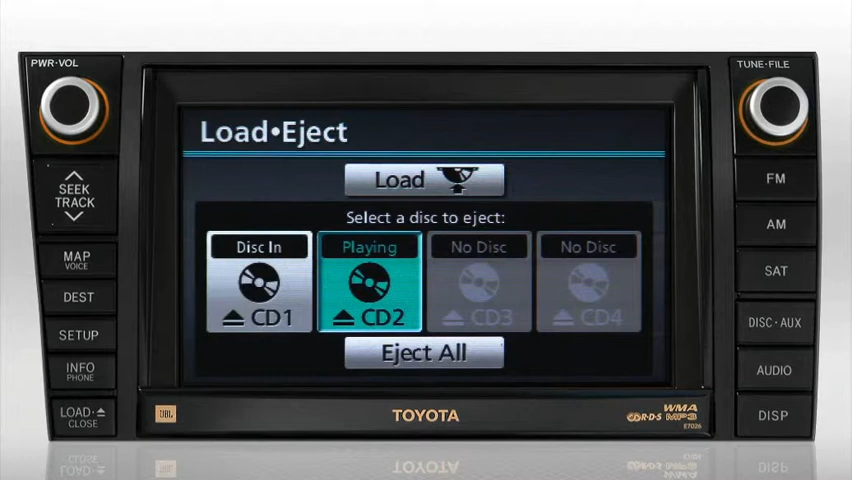 PWR·VOL
TUNE·FILE
Load•Eject
Load
Select a disc to eject:
Disc In
Playing
No Disc
No Disc
CD1
CD2
CD3
CD4
Eject All
SEEK
TRACK
MAP
VOICE
DEST
SETUP
INFO
PHONE
LOAD·⏏
CLOSE
FM
AM
SAT
DISC·AUX
AUDIO
DISP
JBL
TOYOTA
R·D·S
WMA
MP3
E7026